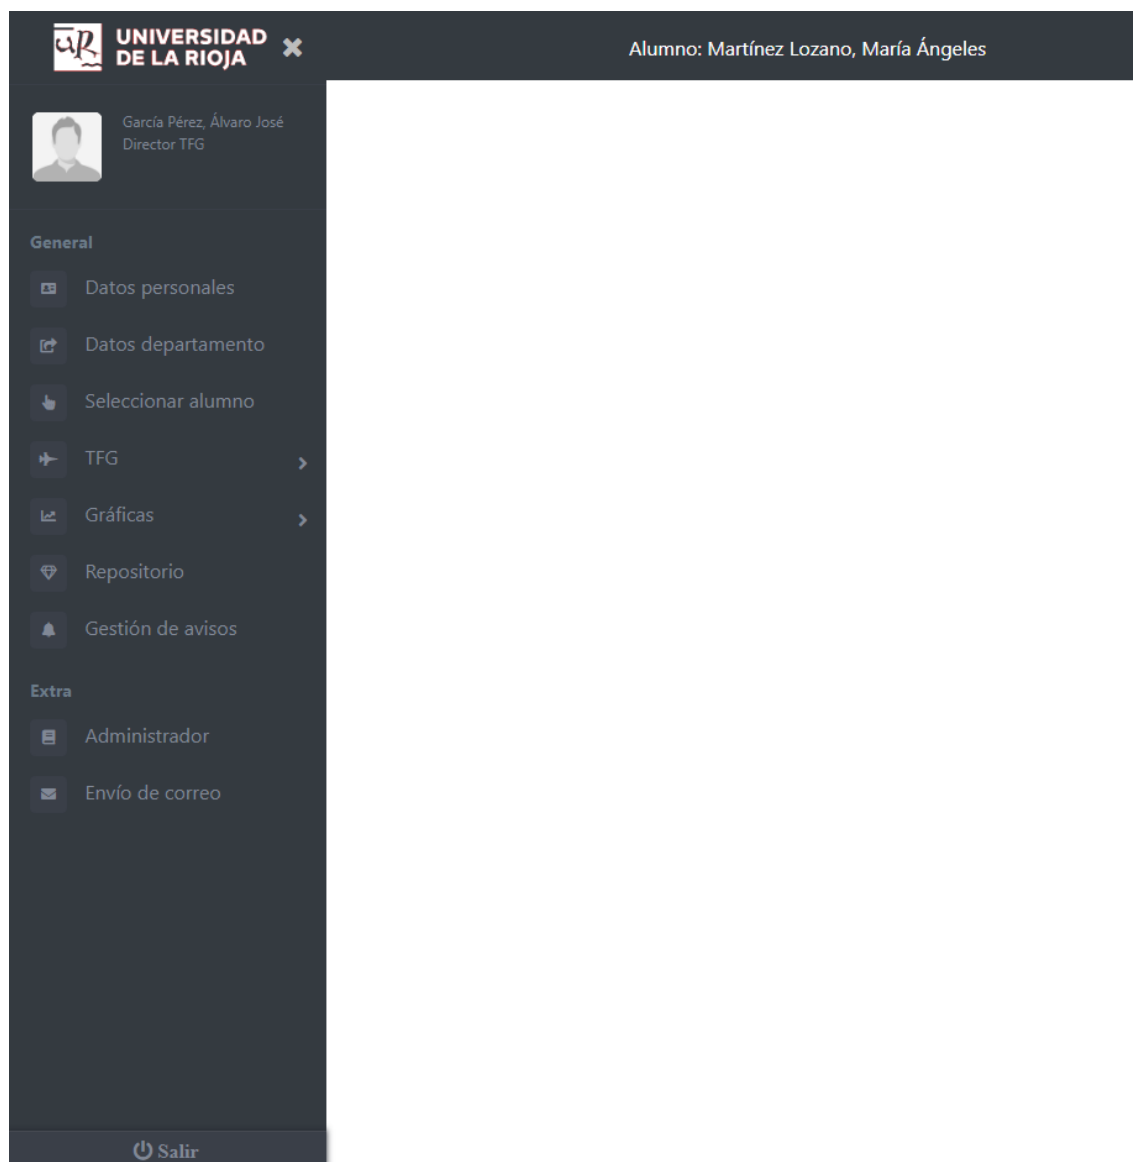 UNIVERSIDAD
DE LA RIOJA
Alumno: Martínez Lozano, María Ángeles
García Pérez, Álvaro José
Director TFG
General
Datos personales
Datos departamento
Seleccionar alumno
TFG
Gráficas
Repositorio
Gestión de avisos
Extra
Administrador
Envío de correo
Salir